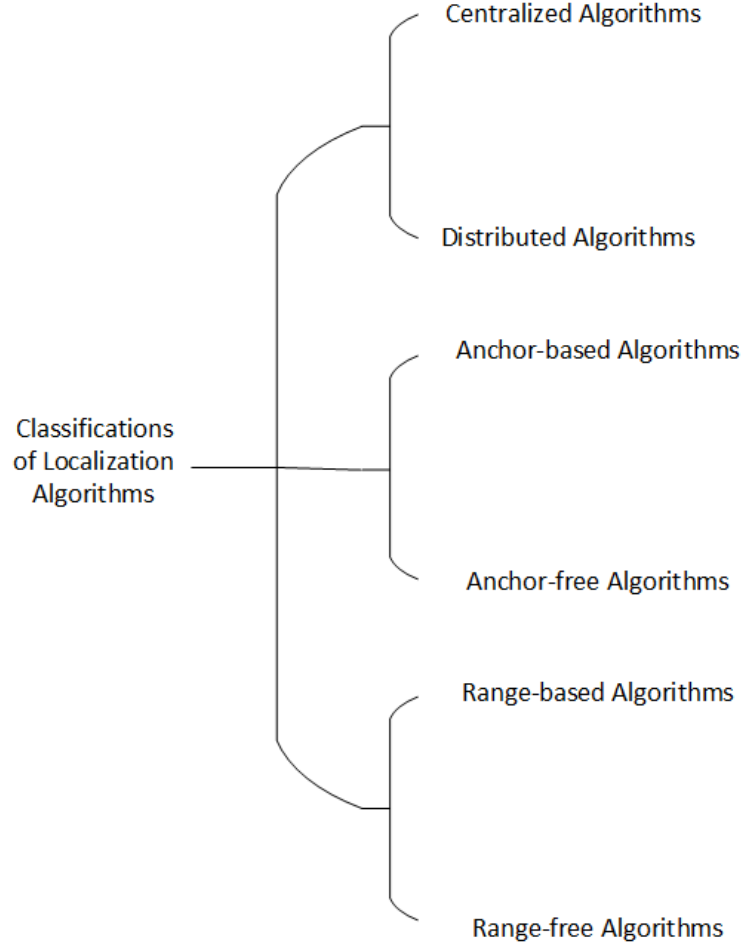 Centralized Algorithms
Distributed Algorithms
Anchor-based Algorithms
Classifications
of Localization
Algorithms
Anchor-free Algorithms
Range-based Algorithms
Range-free Algorithms